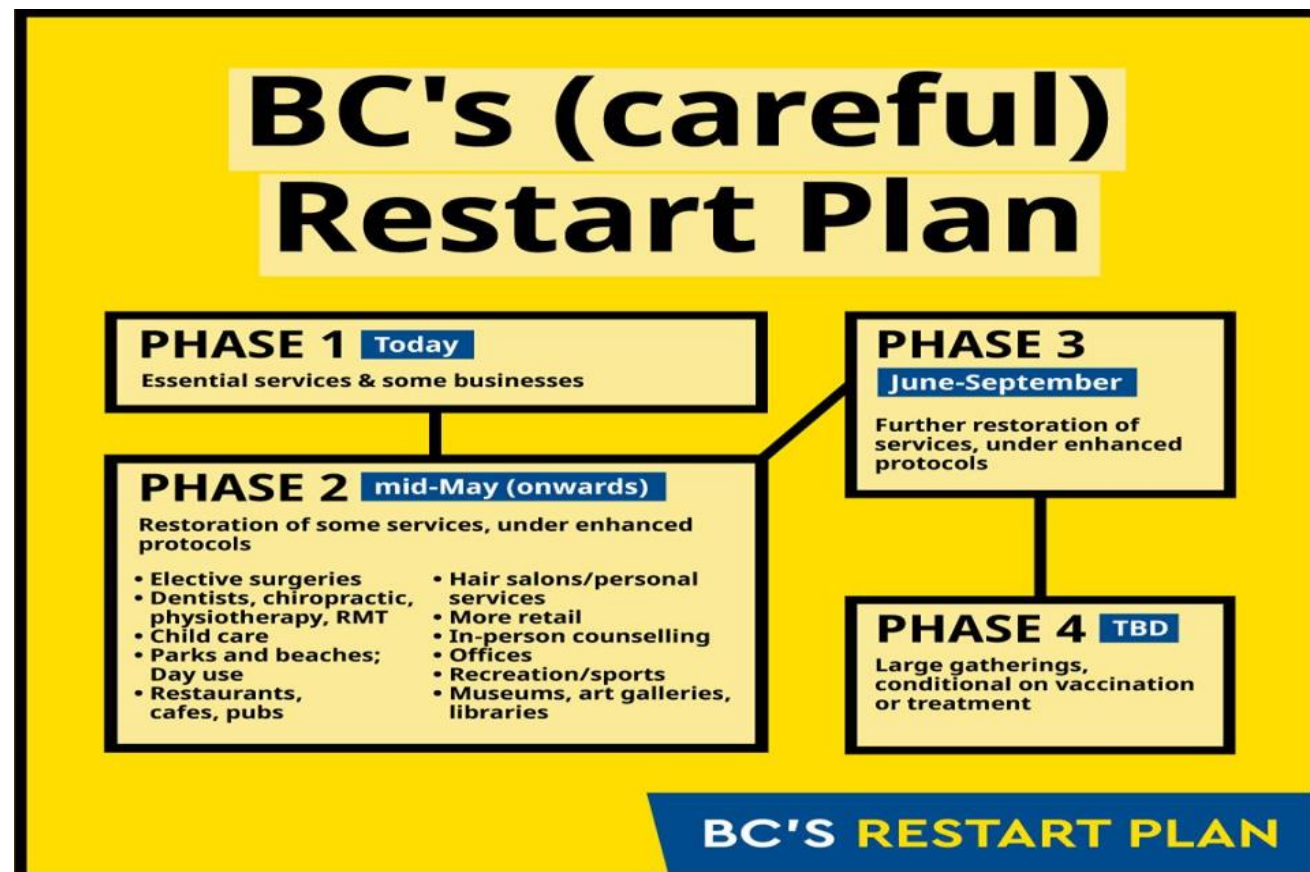 BC's (careful)
Restart Plan
PHASE 1 Today
Essential services & some businesses
PHASE 2 mid-May (onwards)
Restoration of some services, under enhanced
protocols
• Elective surgeries
• Dentists, chiropractic,
physiotherapy, RMT
• Child care
• Parks and beaches;
Day use
• Restaurants,
cafes, pubs
• Hair salons/personal
services
• More retail
• In-person counselling
• Offices
• Recreation/sports
• Museums, art galleries,
libraries
PHASE 3
June-September
Further restoration of
services, under enhanced
protocols
PHASE 4 TBD
Large gatherings,
conditional on vaccination
or treatment
BC'S RESTART PLAN